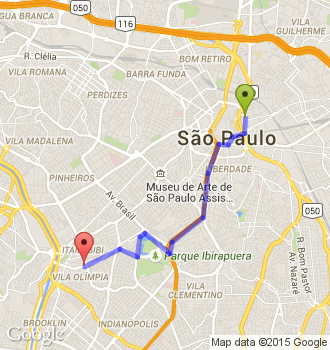 050
116
VILA
GUILHERME
R. Clélia
BOM RETIRO
VILA ROMANA
BARRA FUNDA
PERDIZES
050
São Paulo
VILA MADALENA
LIBERDADE
PINHEIROS
Museu de Arte de
São Paulo Assis...
Av. Brasil
ITAIM BIBI
Parque Ibirapuera
VILA OLÍMPIA
R. Bom Pastor
Av. Nazaré
VILA
CLEMENTINO
BROOKLIN
INDIANOPOLIS
050
Google
Map data ©2015 Google